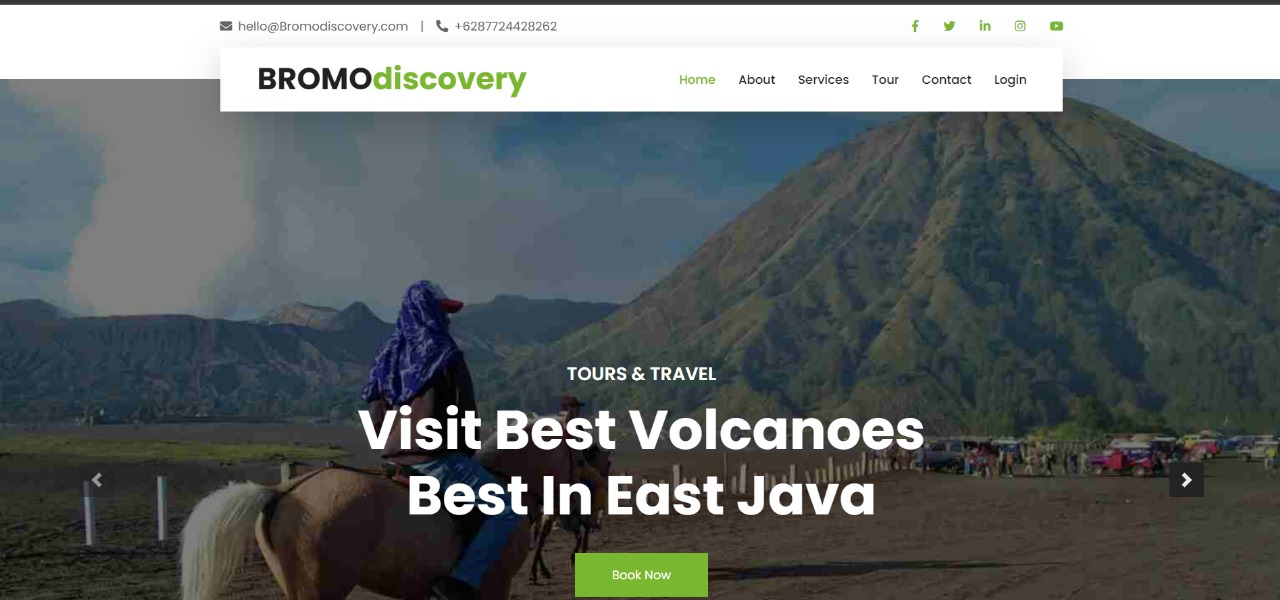 hello@Bromodiscovery.com | +6287724428262
BROMOdiscovery
Home About Services Tour Contact Login
TOURS & TRAVEL
Visit Best Volcanoes
Best In East Java
Book Now